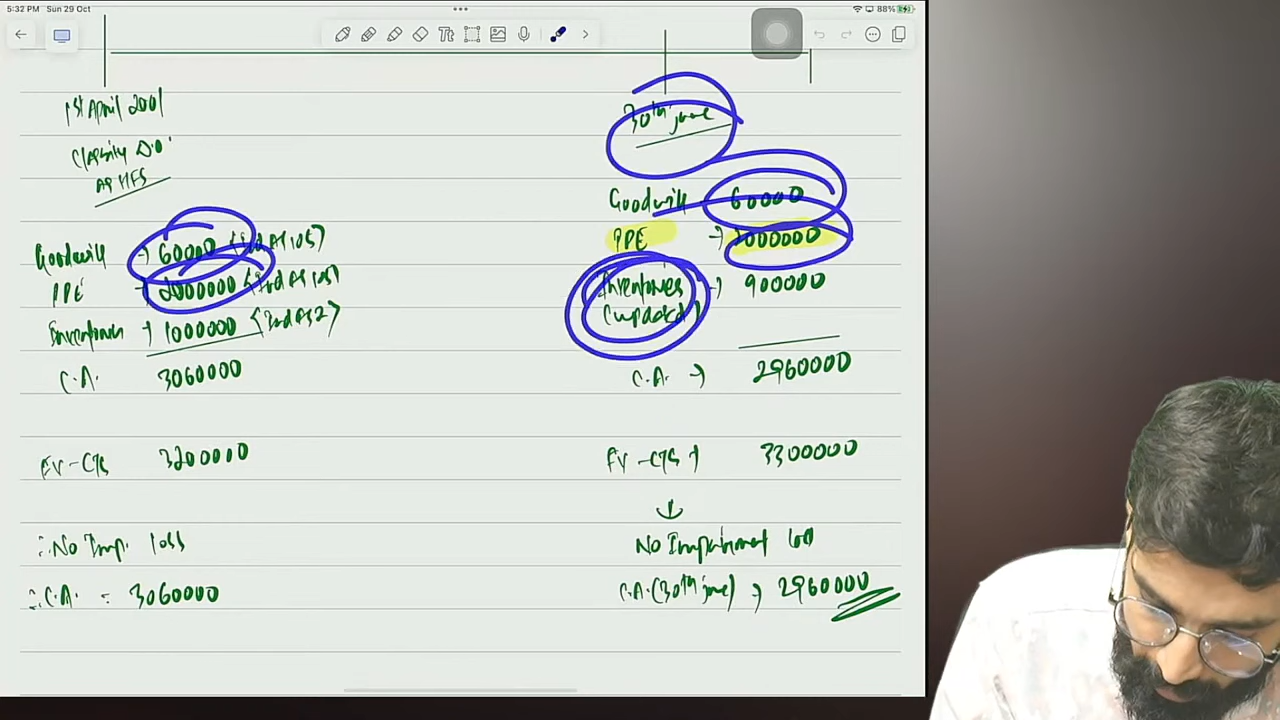 5:32 PM Sun 29 Oct
88%
1st April 2001
Classify D.O.
as HFS
Goodwill → 60000 (Ind AS 105)
PPE → 2000000 (Ind AS 105)
Inventories → 1000000 (Ind AS 2)
C.A. 3060000
FV-CTS 3200000
∴ No Imp. loss
∴ C.A. = 3060000
30th June
Goodwill 60000
PPE → 2000000
Inventories → 900000
(updated)
C.A. → 2960000
FV-CTS → 3300000
↓
No Impairment loss
C.A. (30th June) → 2960000